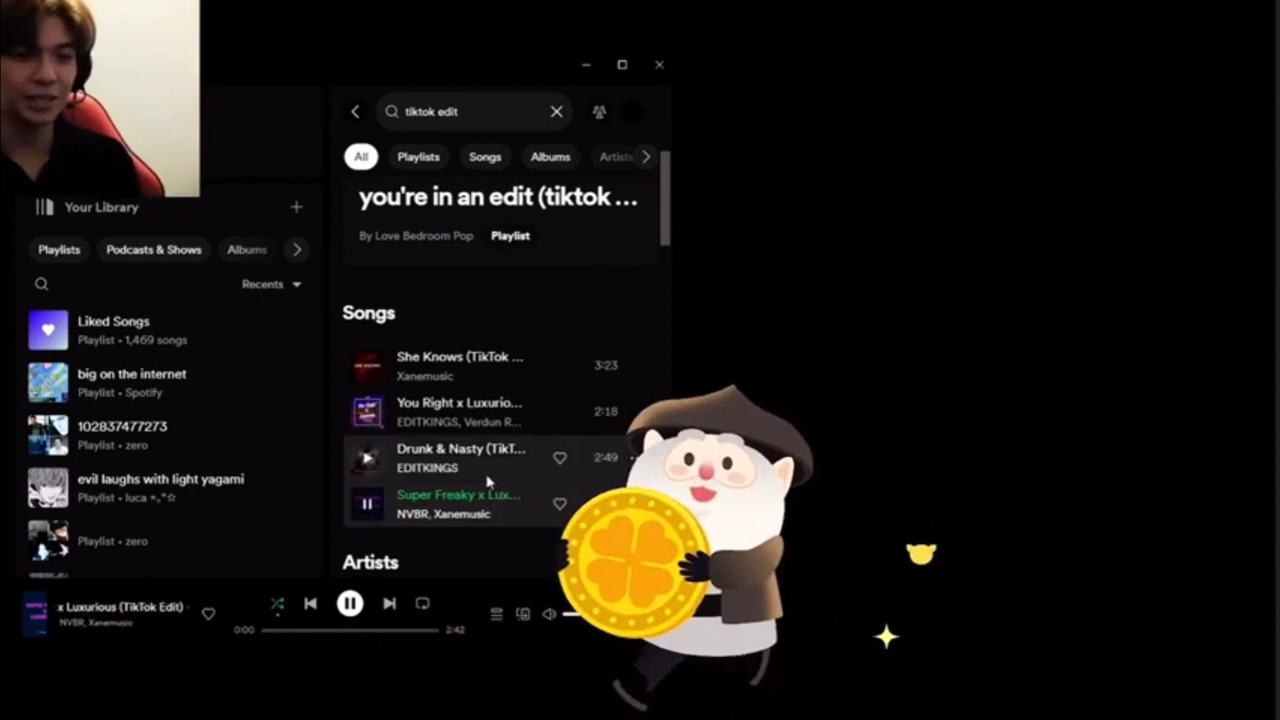 tiktok edit
All
Playlists
Songs
Albums
Artists
you're in an edit (tiktok ...
By Love Bedroom Pop
Playlist
Songs
She Knows (TikTok ...
Xanemusic
3:23
You Right x Luxurio...
EDITKINGS, Verdun R...
2:18
Drunk & Nasty (TikT...
EDITKINGS
2:49
Super Freaky x Lux...
NVBR, Xanemusic
Artists
Your Library
Playlists
Podcasts & Shows
Albums
Recents
Liked Songs
Playlist • 1,469 songs
big on the internet
Playlist • Spotify
102837477273
Playlist • zero
evil laughs with light yagami
Playlist • luca ⋆｡°☆
Playlist • zero
x Luxurious (TikTok Edit)
NVBR, Xanemusic
0:00
2:42